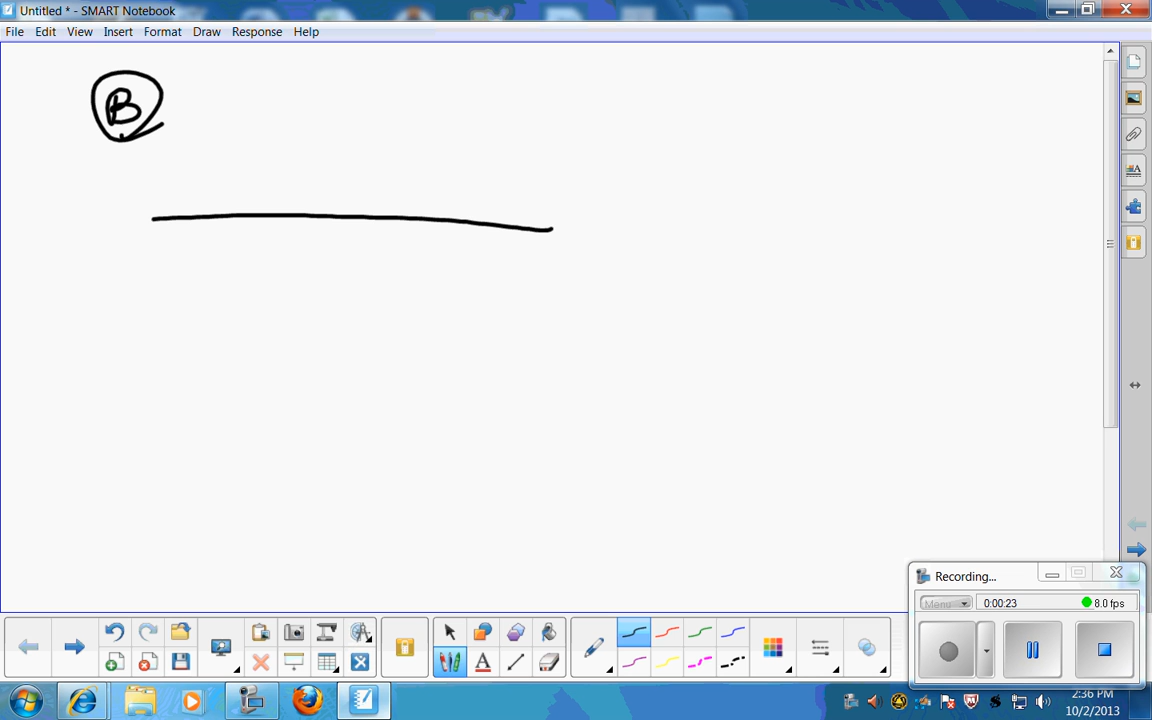 Untitled * - SMART Notebook
File Edit View Insert Format Draw Response Help
B
Recording...
Menu 0:00:23 8.0 fps
2:36 PM
10/2/2013